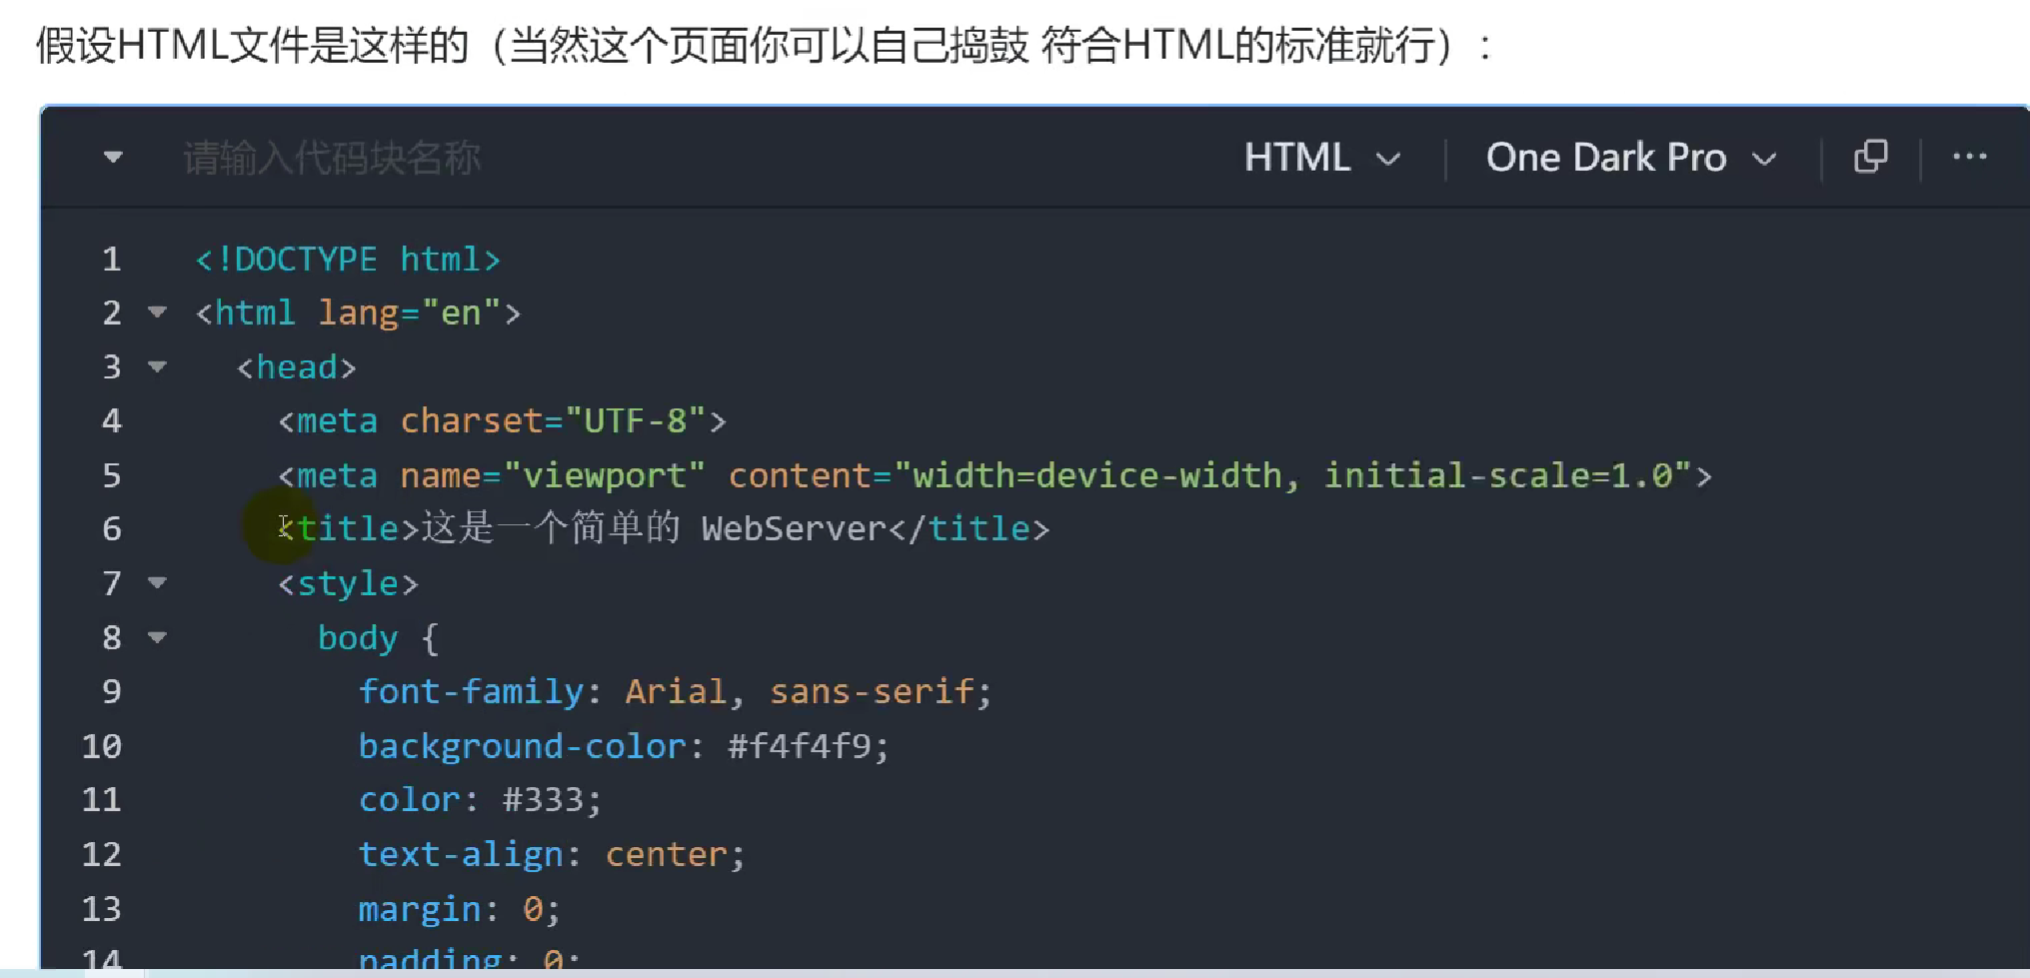 假设HTML文件是这样的（当然这个页面你可以自己捣鼓 符合HTML的标准就行）：
请输入代码块名称 HTML One Dark Pro
1 <!DOCTYPE html>
2 <html lang="en">
3 <head>
4 <meta charset="UTF-8">
5 <meta name="viewport" content="width=device-width, initial-scale=1.0">
6 <title>这是一个简单的 WebServer</title>
7 <style>
8 body {
9 font-family: Arial, sans-serif;
10 background-color: #f4f4f9;
11 color: #333;
12 text-align: center;
13 margin: 0;
14 padding: 0;